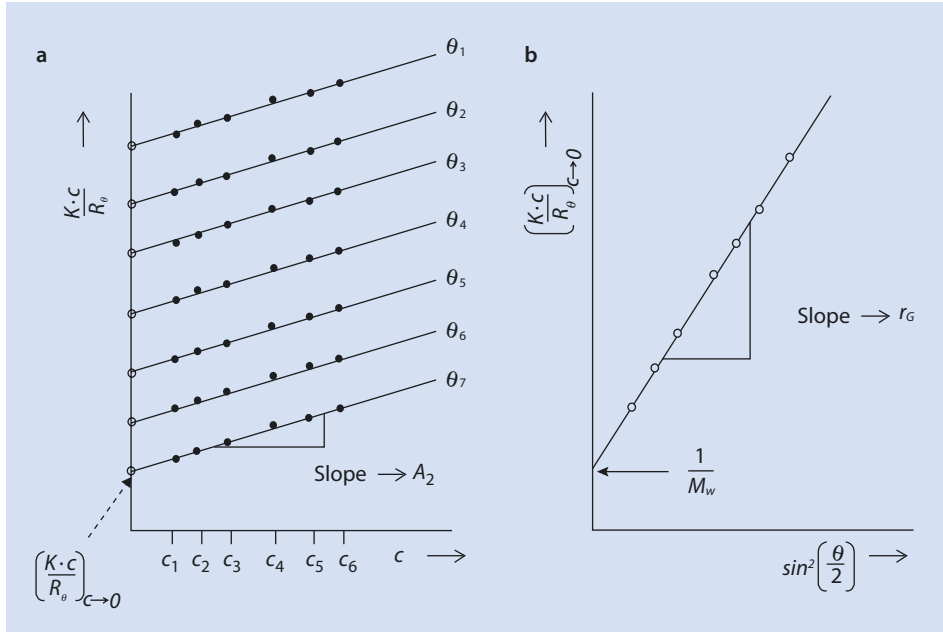 a
θ1
θ2
θ3
θ4
θ5
θ6
θ7
K·c
Rθ
Slope → A2
(K·c / Rθ)c→0
c1 c2 c3 c4 c5 c6 c →
b
(K·c / Rθ)c→0
Slope → rG
1
Mw
sin²(θ/2) →